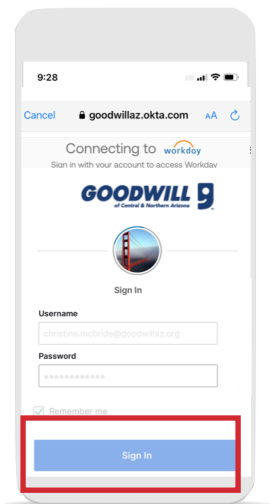 9:28
Cancel goodwillaz.okta.com AA
Connecting to workday
Sign in with your account to access Workday
GOODWILL
of Central & Northern Arizona
Sign In
Username
christine.mcbride@goodwillaz.org
Password
Remember me
Sign In